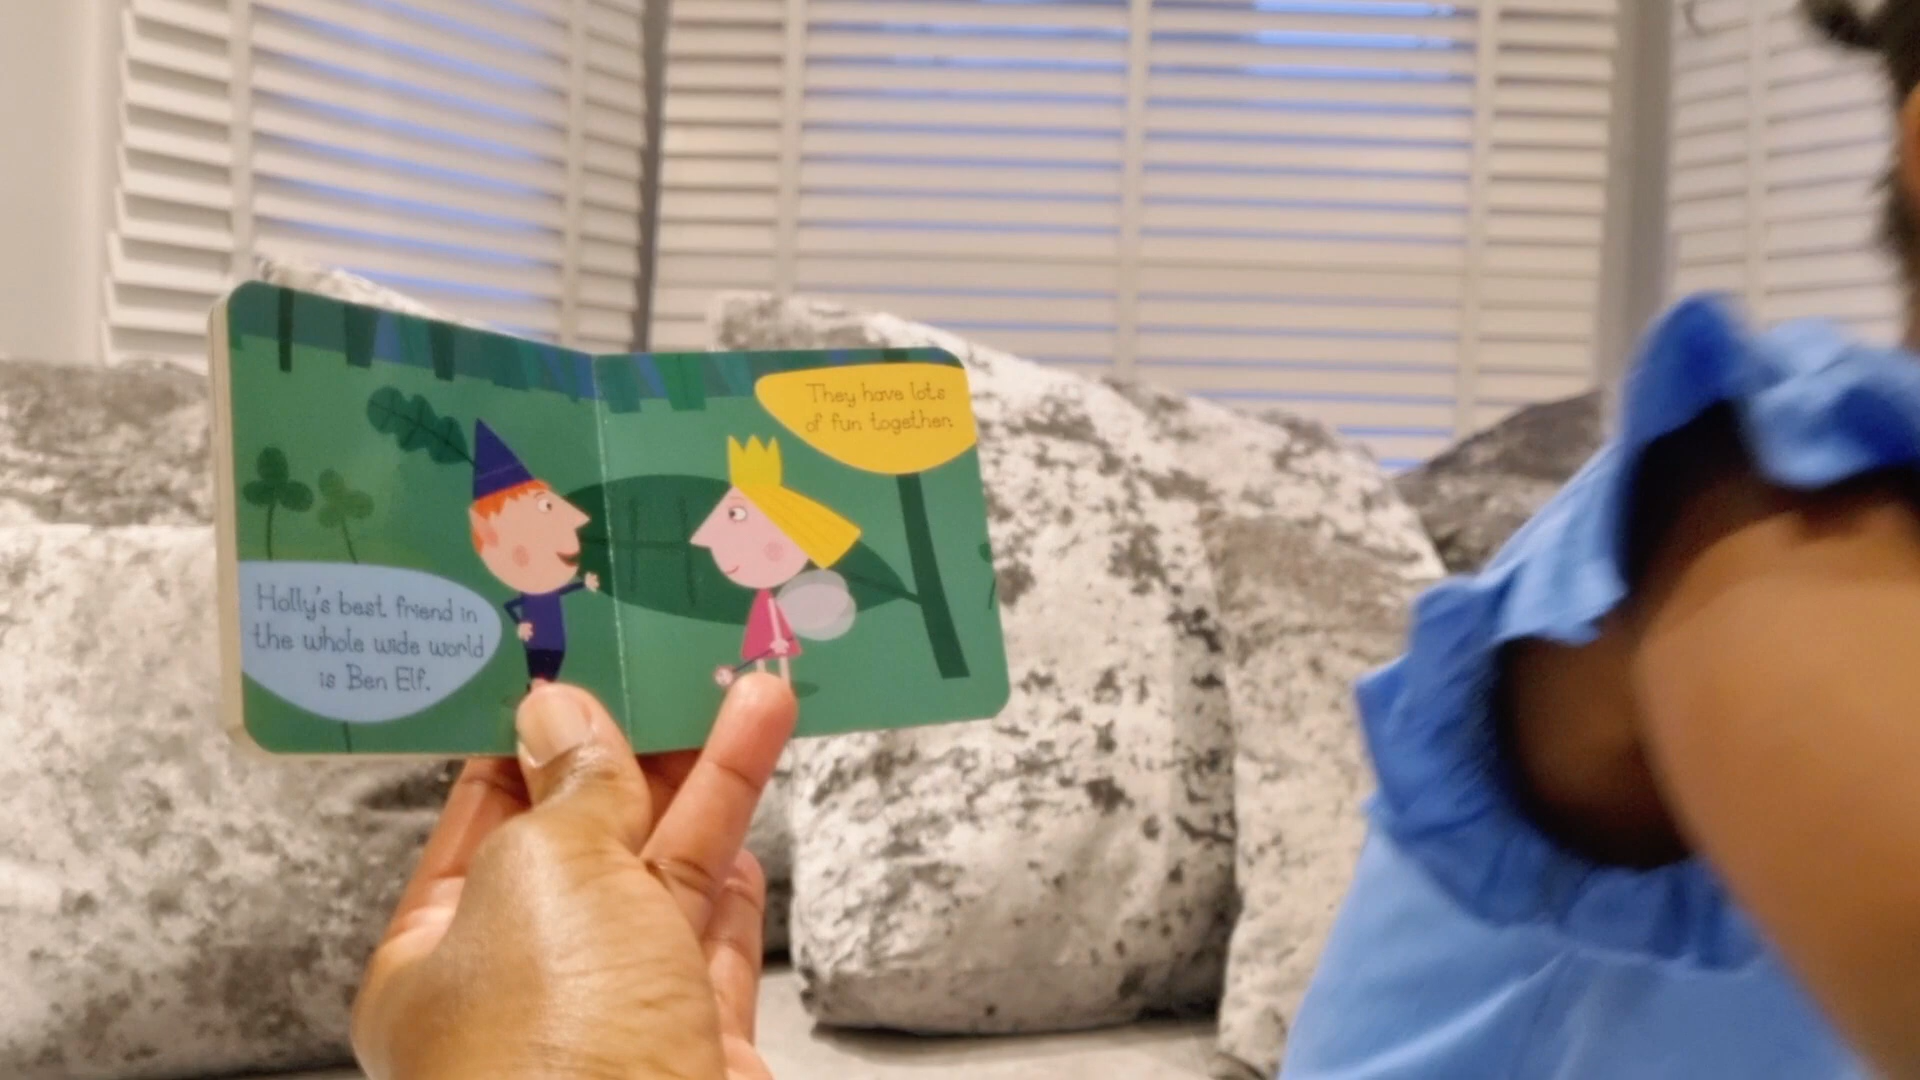 Holly's best friend in
the whole wide world
is Ben Elf.
They have lots
of fun together.